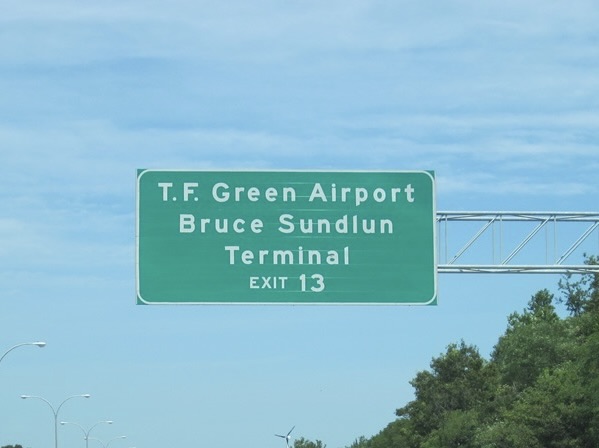 T.F. Green Airport
Bruce Sundlun
Terminal
EXIT 13